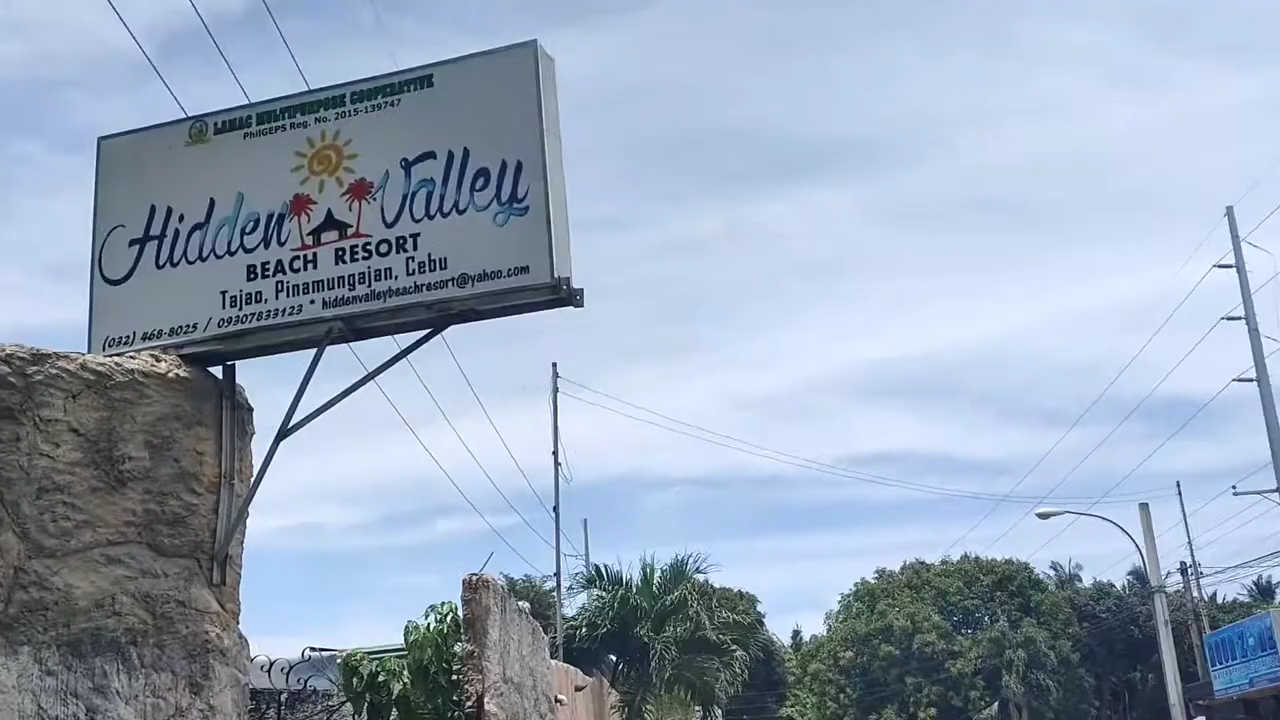 LAMAC MULTIPURPOSE COOPERATIVE
PhilGEPS Reg. No. 2015-139747
Hidden Valley
BEACH RESORT
Tajao, Pinamungajan, Cebu
(032) 468-8025 / 09307833123 * hiddenvalleybeachresort@yahoo.com